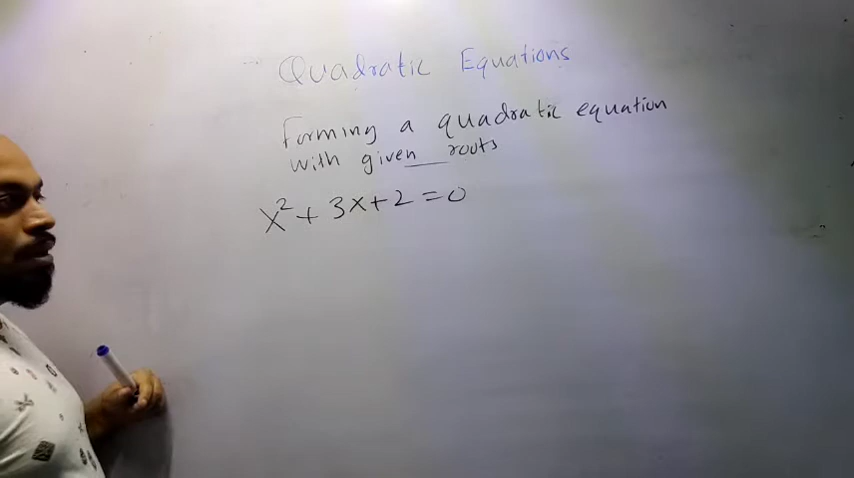 Quadratic Equations
Forming a quadratic equation
with given roots
x² + 3x + 2 = 0